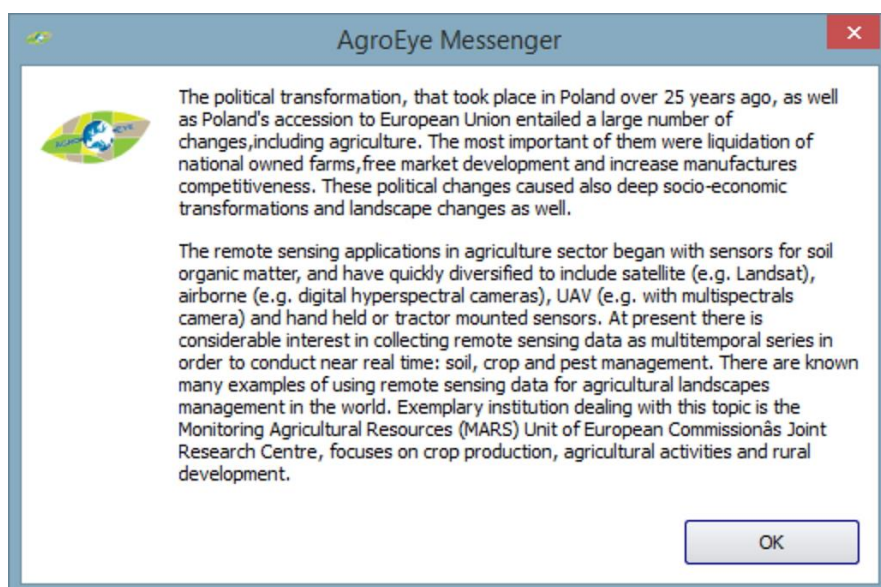 AgroEye Messenger
The political transformation, that took place in Poland over 25 years ago, as well
as Poland's accession to European Union entailed a large number of
changes,including agriculture. The most important of them were liquidation of
national owned farms,free market development and increase manufactures
competitiveness. These political changes caused also deep socio-economic
transformations and landscape changes as well.
The remote sensing applications in agriculture sector began with sensors for soil
organic matter, and have quickly diversified to include satellite (e.g. Landsat),
airborne (e.g. digital hyperspectral cameras), UAV (e.g. with multispectrals
camera) and hand held or tractor mounted sensors. At present there is
considerable interest in collecting remote sensing data as multitemporal series in
order to conduct near real time: soil, crop and pest management. There are known
many examples of using remote sensing data for agricultural landscapes
management in the world. Exemplary institution dealing with this topic is the
Monitoring Agricultural Resources (MARS) Unit of European Commissionâs Joint
Research Centre, focuses on crop production, agricultural activities and rural
development.
AGRO EYE
OK